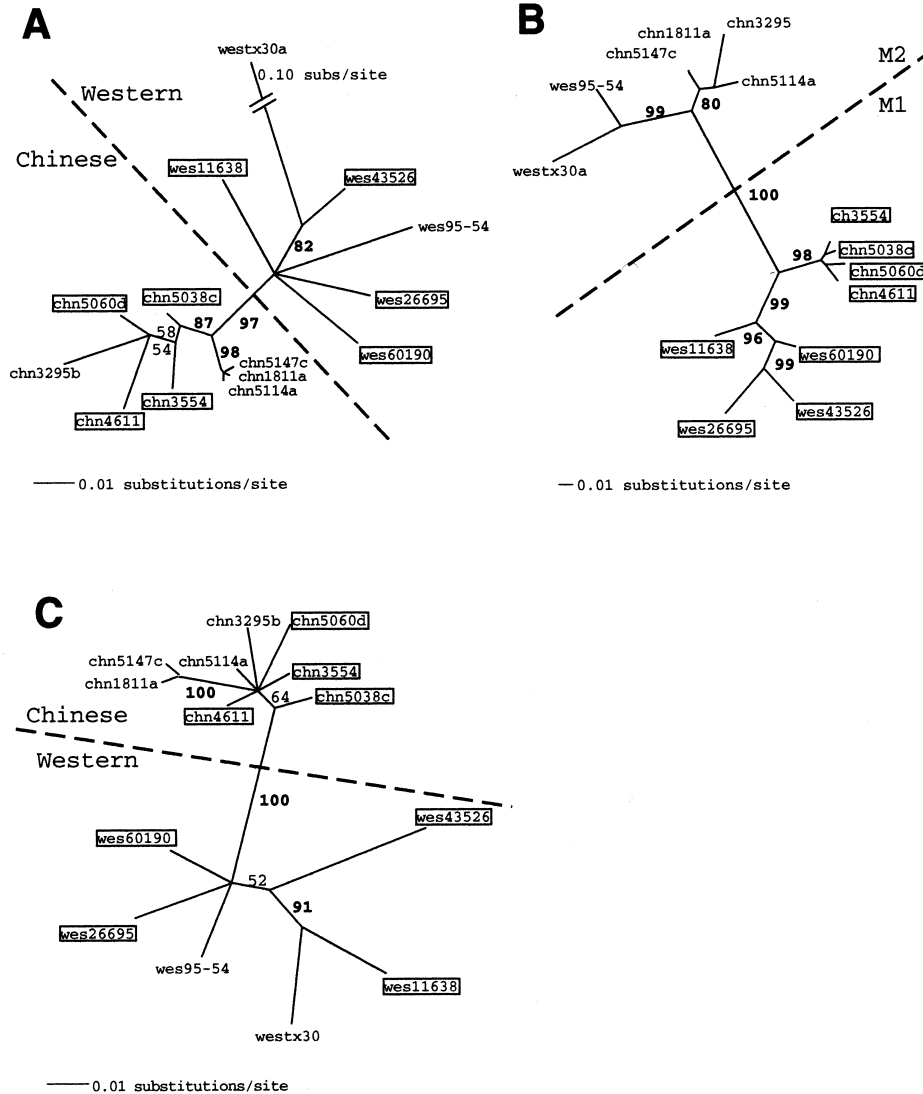 A
westx30a
0.10 subs/site
Western
Chinese
wes11638
wes43526
82
wes95-54
wes26695
wes60190
97
chn5060d
chn5038c
87
58
54
98
chn5147c
chn1811a
chn5114a
chn3295b
chn3554
chn4611
0.01 substitutions/site
B
chn3295
chn1811a
chn5147c
chn5114a
M2
M1
wes95-54
99
80
westx30a
100
ch3554
98
chn5038c
chn5060d
chn4611
99
wes11638
96
wes60190
99
wes43526
wes26695
0.01 substitutions/site
C
chn3295b
chn5060d
chn5147c
chn5114a
chn3554
chn1811a
100
64
chn5038c
chn4611
Chinese
Western
100
wes43526
wes60190
52
91
wes26695
wes95-54
wes11638
westx30
0.01 substitutions/site